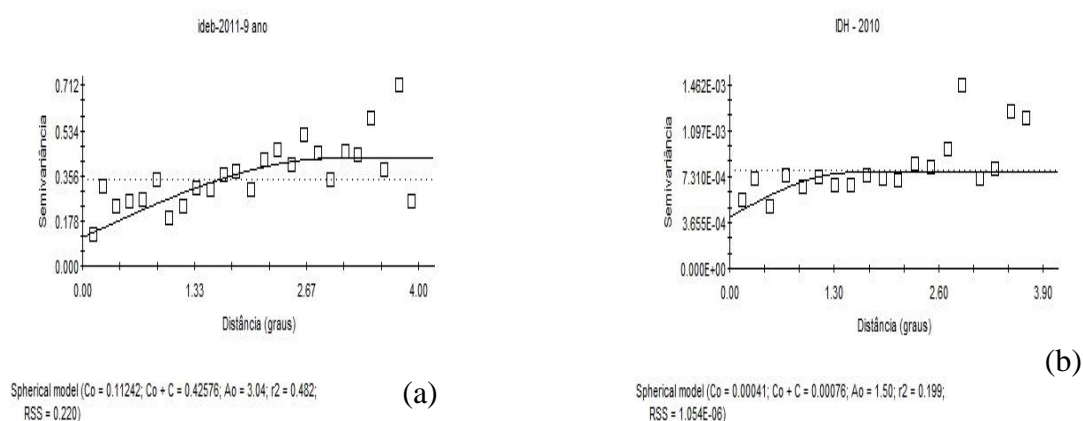 ideb-2011-9 ano
Semivariância
0.712
0.534
0.356
0.178
0.000
0.00
1.33
2.67
4.00
Distância (graus)
Spherical model (Co = 0.11242; Co + C = 0.42576; Ao = 3.04; r2 = 0.482;
RSS = 0.220)
(a)
IDH - 2010
Semivariância
1.462E-03
1.097E-03
7.310E-04
3.655E-04
0.000E+00
0.00
1.30
2.60
3.90
Distância (graus)
(b)
Spherical model (Co = 0.00041; Co + C = 0.00076; Ao = 1.50; r2 = 0.199;
RSS = 1.054E-06)